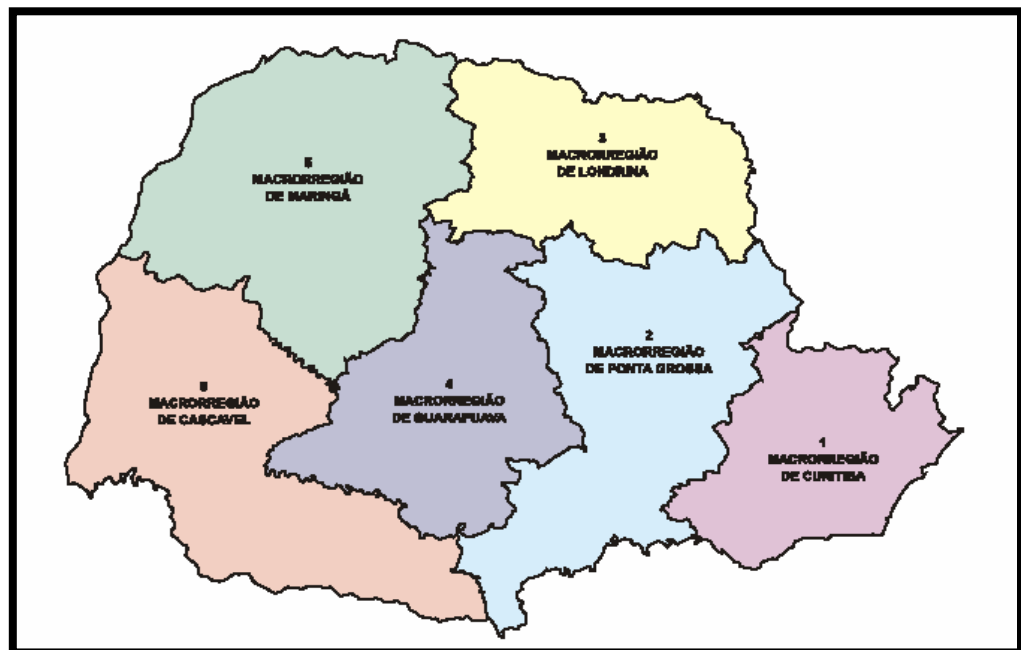 3
MACRORREGIÃO
DE LONDRINA
MACRORREGIÃO
DE MARINGÁ
2
MACRORREGIÃO
DE PONTA GROSSA
MACRORREGIÃO
DE CASCAVEL
4
MACRORREGIÃO
DE GUARAPUAVA
1
MACRORREGIÃO
DE CURITIBA